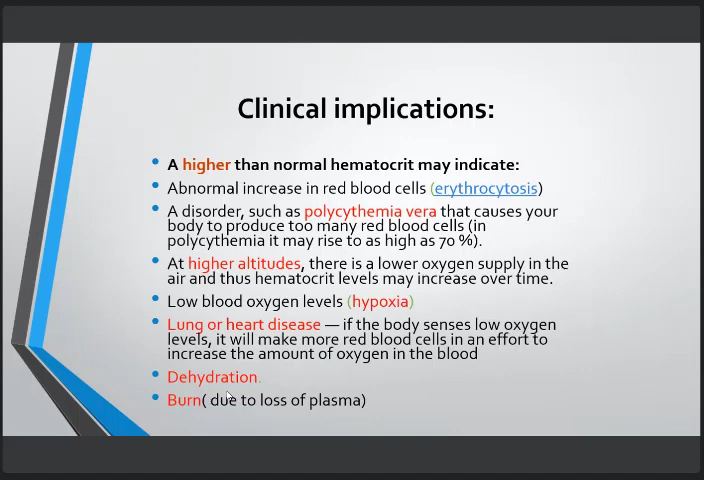 Clinical implications:
• A higher than normal hematocrit may indicate:
• Abnormal increase in red blood cells (erythrocytosis)
• A disorder, such as polycythemia vera that causes your
body to produce too many red blood cells (in
polycythemia it may rise to as high as 70 %).
• At higher altitudes, there is a lower oxygen supply in the
air and thus hematocrit levels may increase over time.
• Low blood oxygen levels (hypoxia)
• Lung or heart disease — if the body senses low oxygen
levels, it will make more red blood cells in an effort to
increase the amount of oxygen in the blood
• Dehydration.
• Burn( due to loss of plasma)